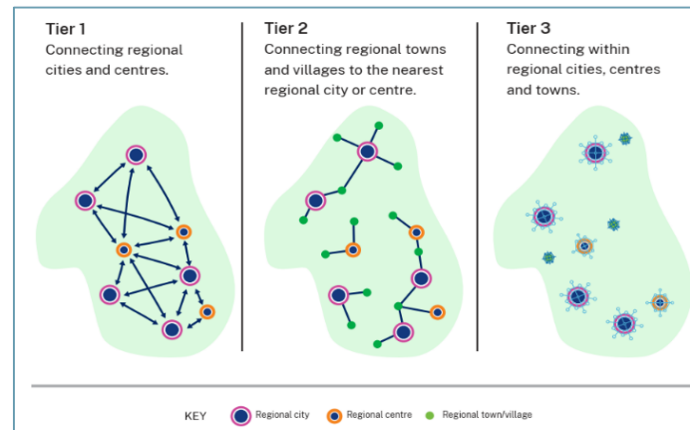 Tier 1
Connecting regional
cities and centres.
Tier 2
Connecting regional towns
and villages to the nearest
regional city or centre.
Tier 3
Connecting within
regional cities, centres
and towns.
KEY
Regional city
Regional centre
Regional town/village